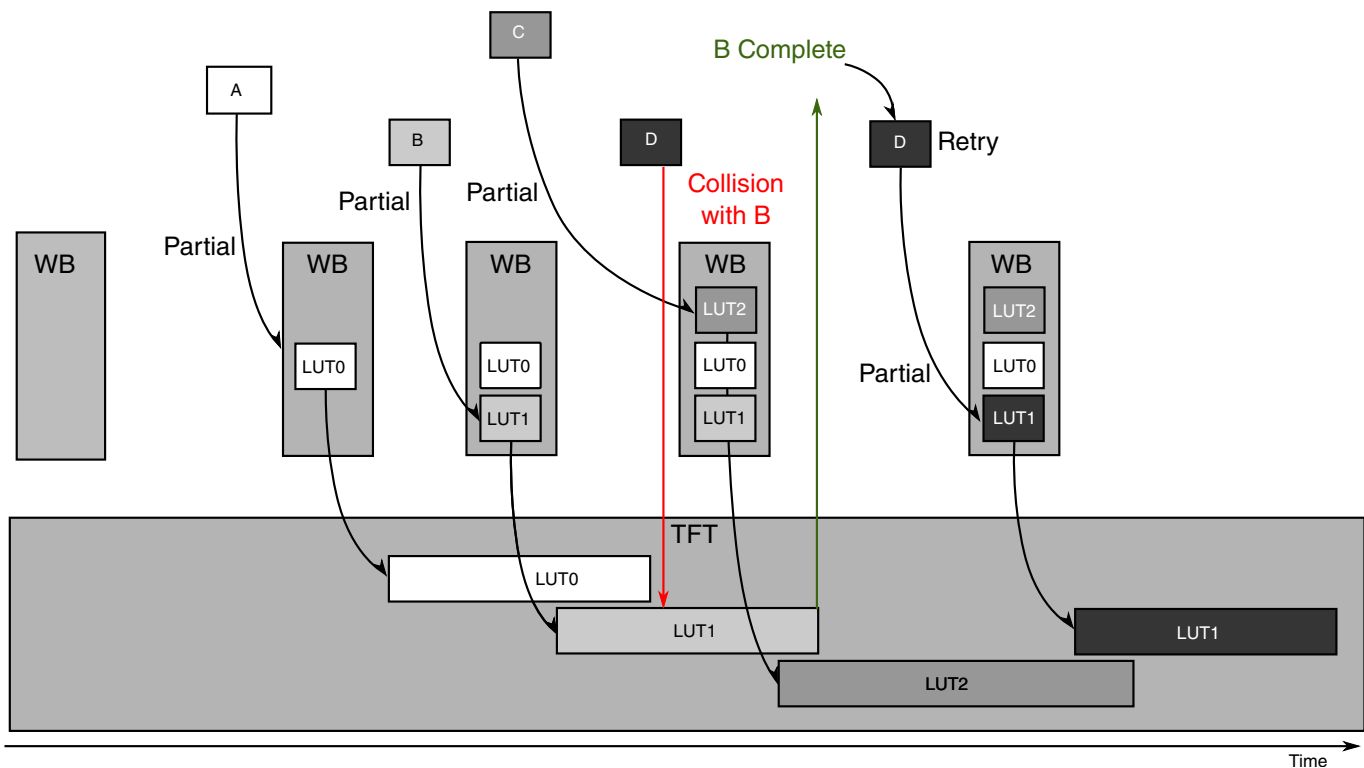 C
B Complete
A
B
D
D
Retry
Partial
Partial
Collision
with B
Partial
WB
WB
WB
WB
WB
LUT2
LUT2
LUT0
LUT0
LUT0
LUT0
Partial
LUT1
LUT1
LUT1
TFT
LUT0
LUT1
LUT1
LUT2
Time